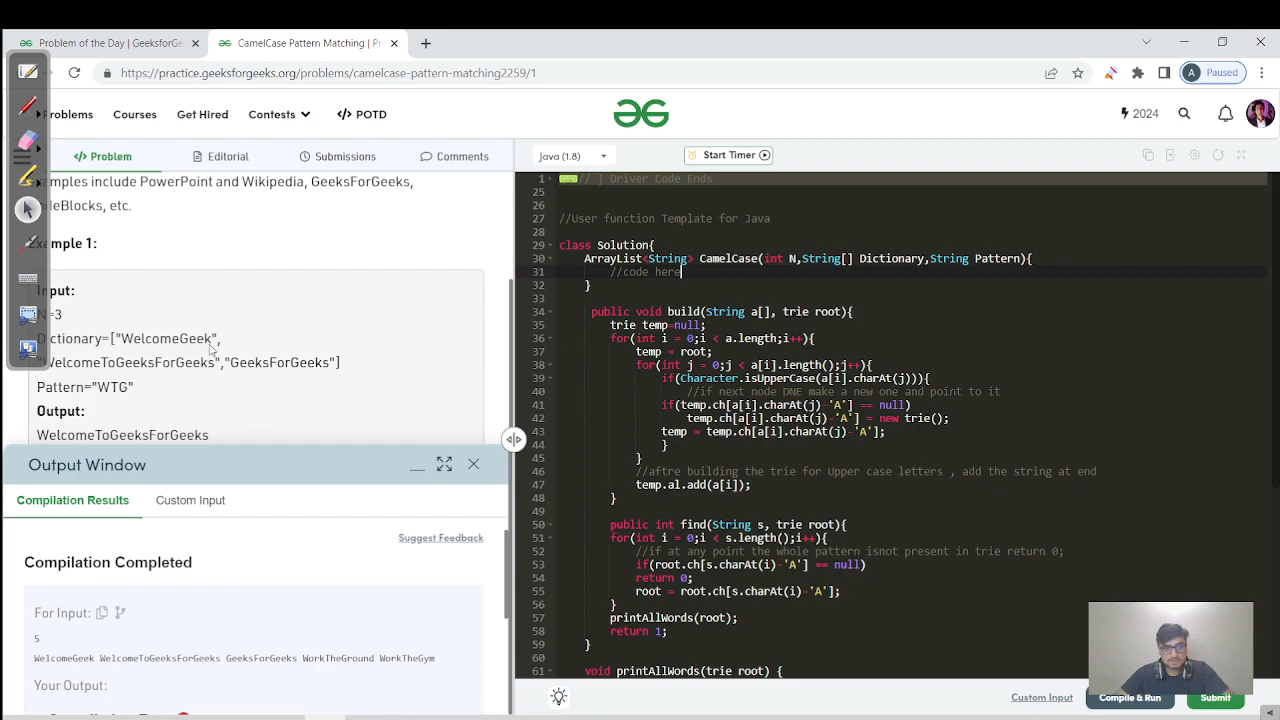 Problem of the Day | GeeksforGe
CamelCase Pattern Matching | Pr
https://practice.geeksforgeeks.org/problems/camelcase-pattern-matching2259/1
A Paused
Problems
Courses
Get Hired
Contests
</> POTD
2024
</> Problem
Editorial
Submissions
Comments
Java (1.8)
Start Timer
xamples include PowerPoint and Wikipedia, GeeksForGeeks,
odeBlocks, etc.
Example 1:
Input:
N=3
Dictionary=["WelcomeGeek",
"WelcomeToGeeksForGeeks","GeeksForGeeks"]
Pattern="WTG"
Output:
WelcomeToGeeksForGeeks
Output Window
Compilation Results
Custom Input
Suggest Feedback
Compilation Completed
For Input:
5
WelcomeGeek WelcomeToGeeksForGeeks GeeksForGeeks WorkTheGround WorkTheGym
Your Output:
1 // } Driver Code Ends
25
26
27 //User function Template for Java
28
29 class Solution{
30 ArrayList<String> CamelCase(int N,String[] Dictionary,String Pattern){
31 //code here
32 }
33
34 public void build(String a[], trie root){
35 trie temp=null;
36 for(int i = 0;i < a.length;i++){
37 temp = root;
38 for(int j = 0;j < a[i].length();j++){
39 if(Character.isUpperCase(a[i].charAt(j))){
40 //if next node DNE make a new one and point to it
41 if(temp.ch[a[i].charAt(j)-'A'] == null)
42 temp.ch[a[i].charAt(j)-'A'] = new trie();
43 temp = temp.ch[a[i].charAt(j)-'A'];
44 }
45 }
46 //aftre building the trie for Upper case letters , add the string at end
47 temp.al.add(a[i]);
48 }
49
50 public int find(String s, trie root){
51 for(int i = 0;i < s.length();i++){
52 //if at any point the whole pattern isnot present in trie return 0;
53 if(root.ch[s.charAt(i)-'A'] == null)
54 return 0;
55 root = root.ch[s.charAt(i)-'A'];
56 }
57 printAllWords(root);
58 return 1;
59 }
60
61 void printAllWords(trie root) {
Custom Input
Compile & Run
Submit